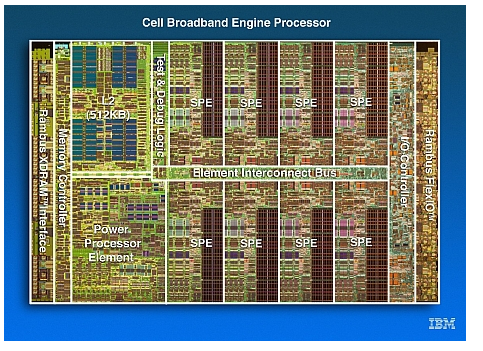 Cell Broadband Engine Processor
Rambus XDRAM™ Interface
Memory Controller
L2
(512KB)
Test & Debug Logic
SPE
SPE
SPE
SPE
Element Interconnect Bus
Power
Processor
Element
SPE
SPE
SPE
SPE
I/O Controller
Rambus FlexIO™
IBM